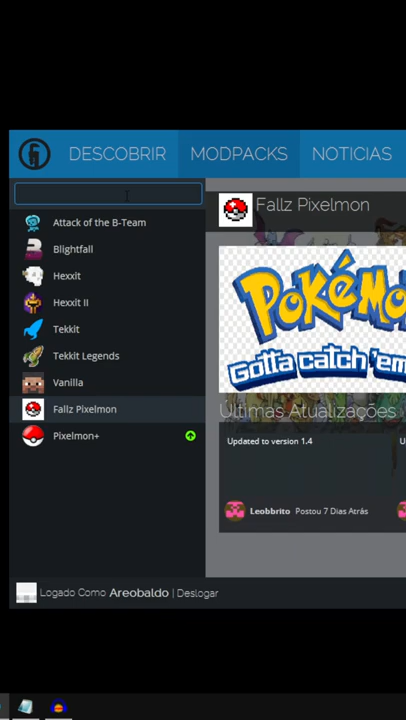 DESCOBRIR MODPACKS NOTICIAS
Attack of the B-Team
Blightfall
Hexxit
Hexxit II
Tekkit
Tekkit Legends
Vanilla
Fallz Pixelmon
Pixelmon+
Fallz Pixelmon
POKÉMO
Gotta catch 'em
Últimas Atualizações
Updated to version 1.4
U
Leobbrito Postou 7 Dias Atrás
Logado Como Areobaldo | Deslogar